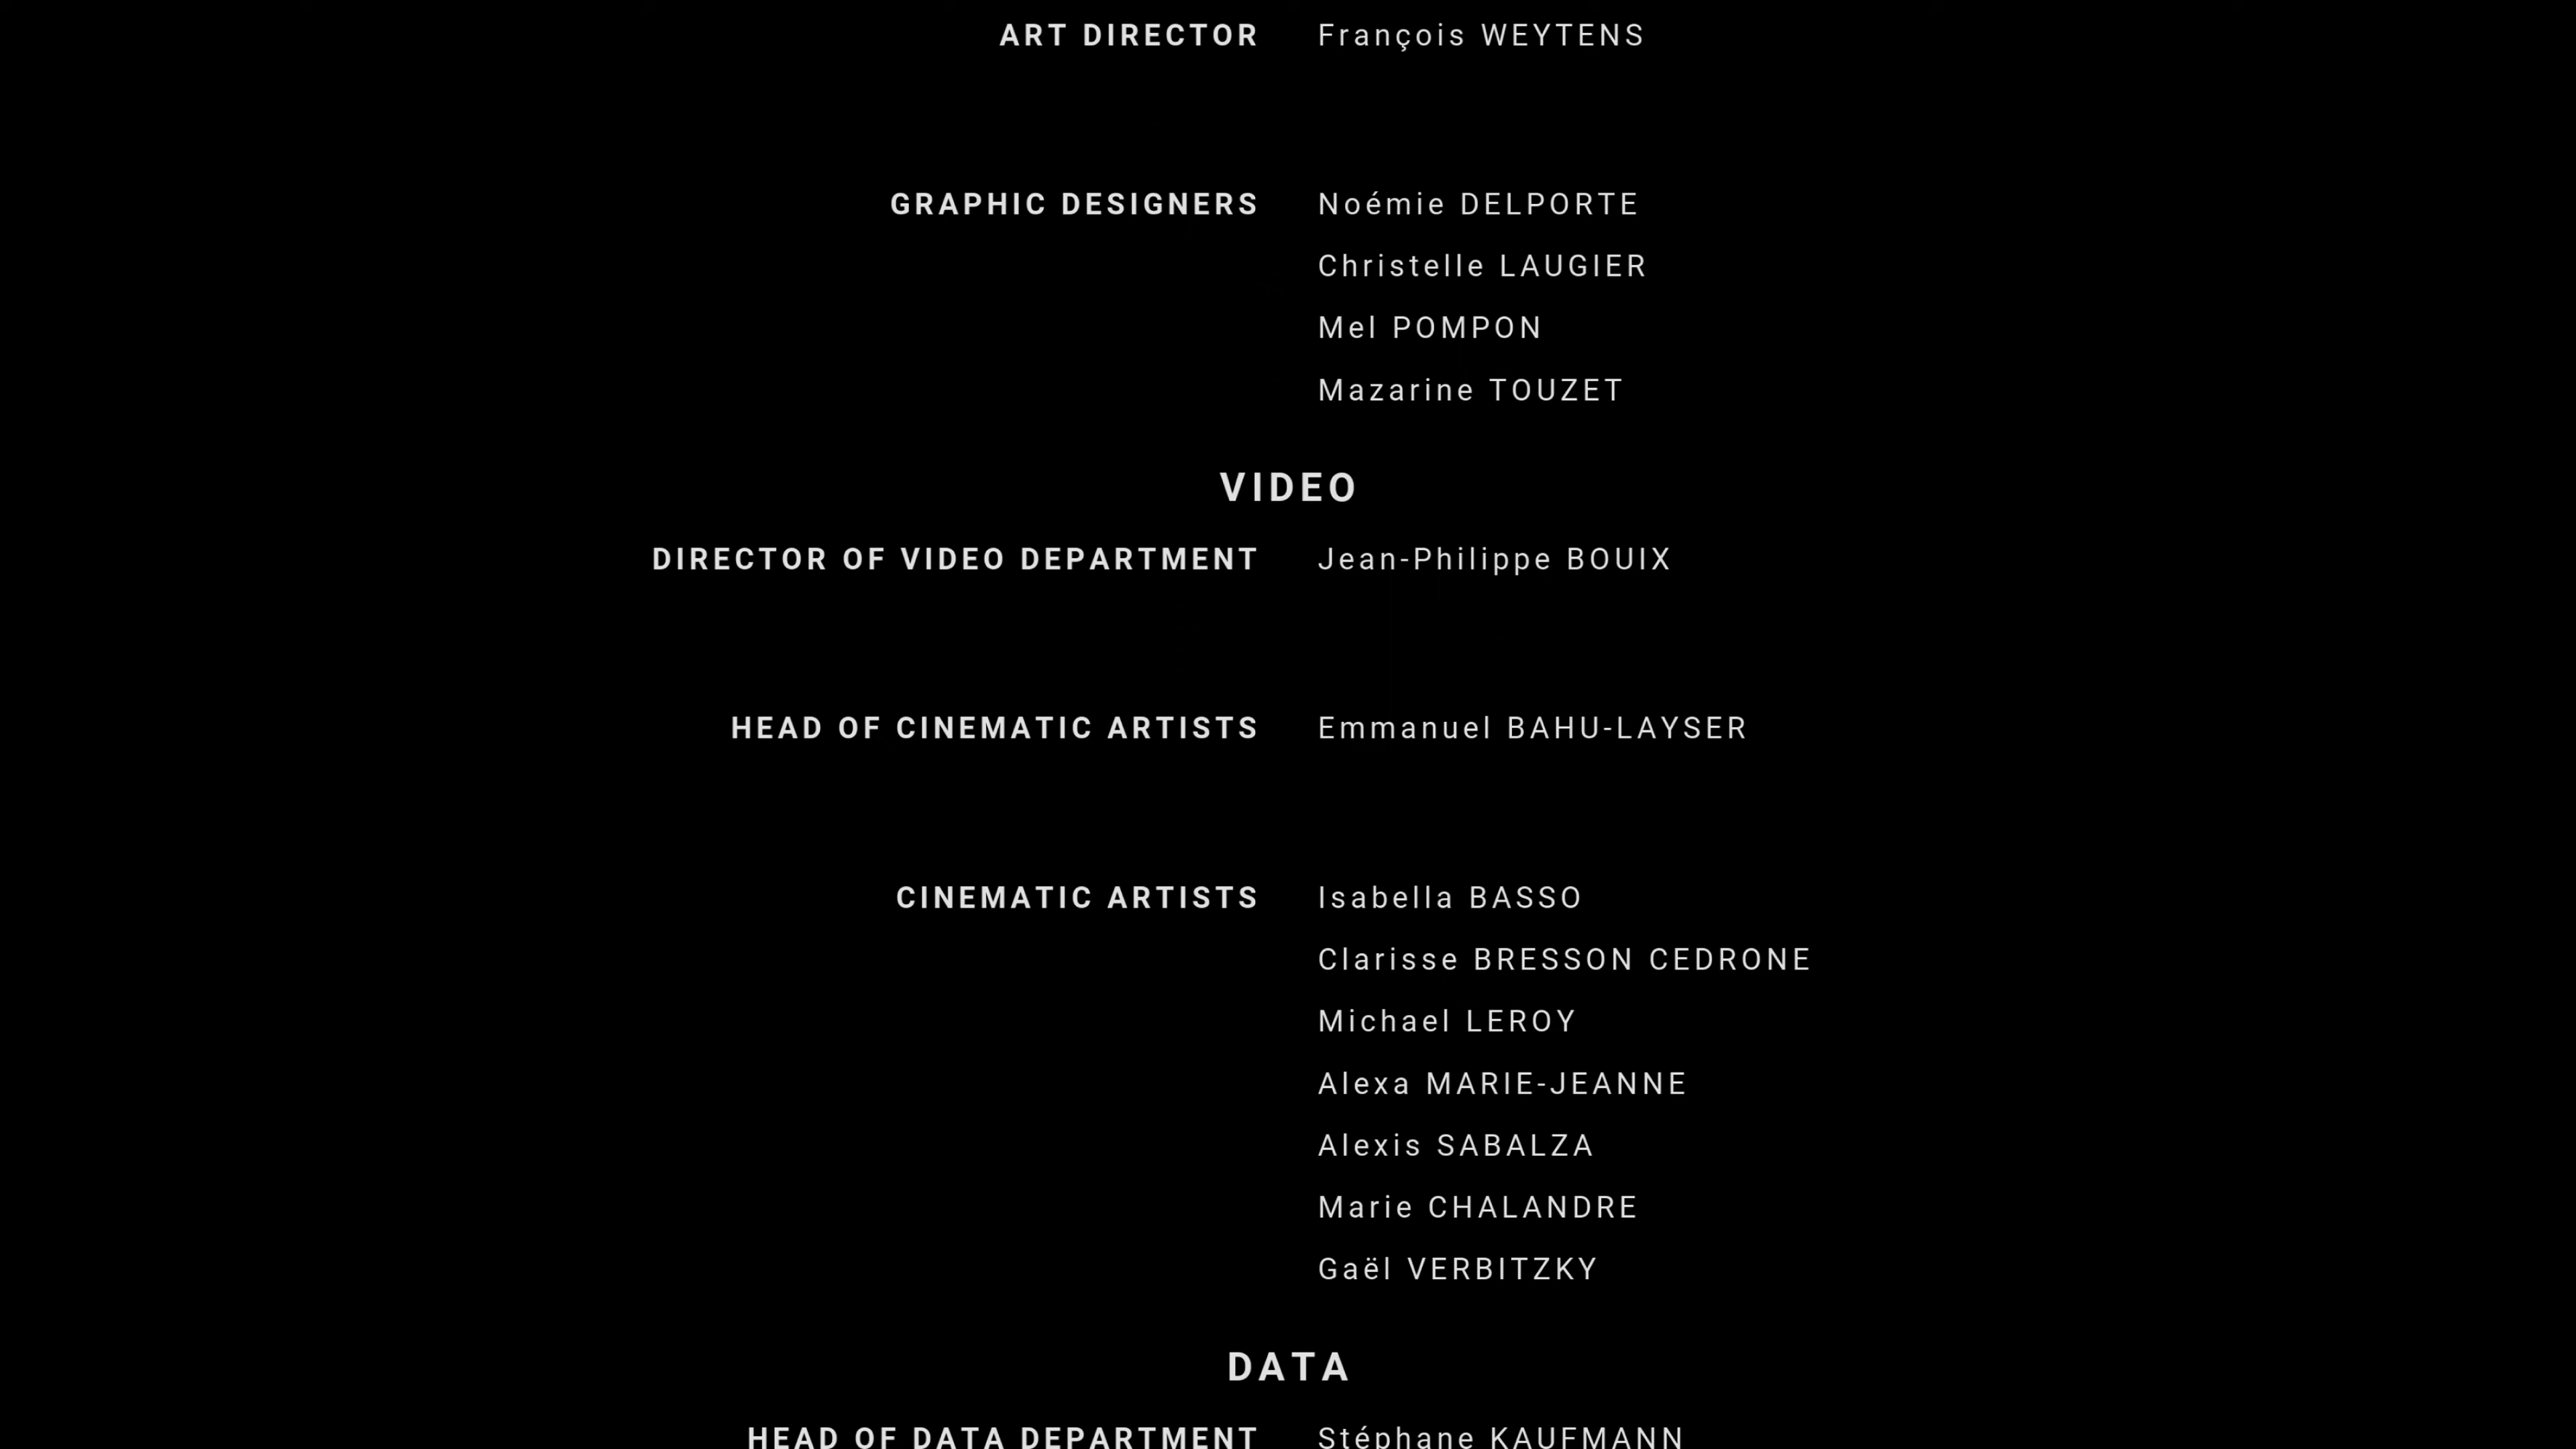 ART DIRECTOR François WEYTENS
GRAPHIC DESIGNERS Noémie DELPORTE
Christelle LAUGIER
Mel POMPON
Mazarine TOUZET
VIDEO
DIRECTOR OF VIDEO DEPARTMENT Jean-Philippe BOUIX
HEAD OF CINEMATIC ARTISTS Emmanuel BAHU-LAYSER
CINEMATIC ARTISTS Isabella BASSO
Clarisse BRESSON CEDRONE
Michael LEROY
Alexa MARIE-JEANNE
Alexis SABALZA
Marie CHALANDRE
Gaël VERBITZKY
DATA
HEAD OF DATA DEPARTMENT Stéphane KAUFMANN